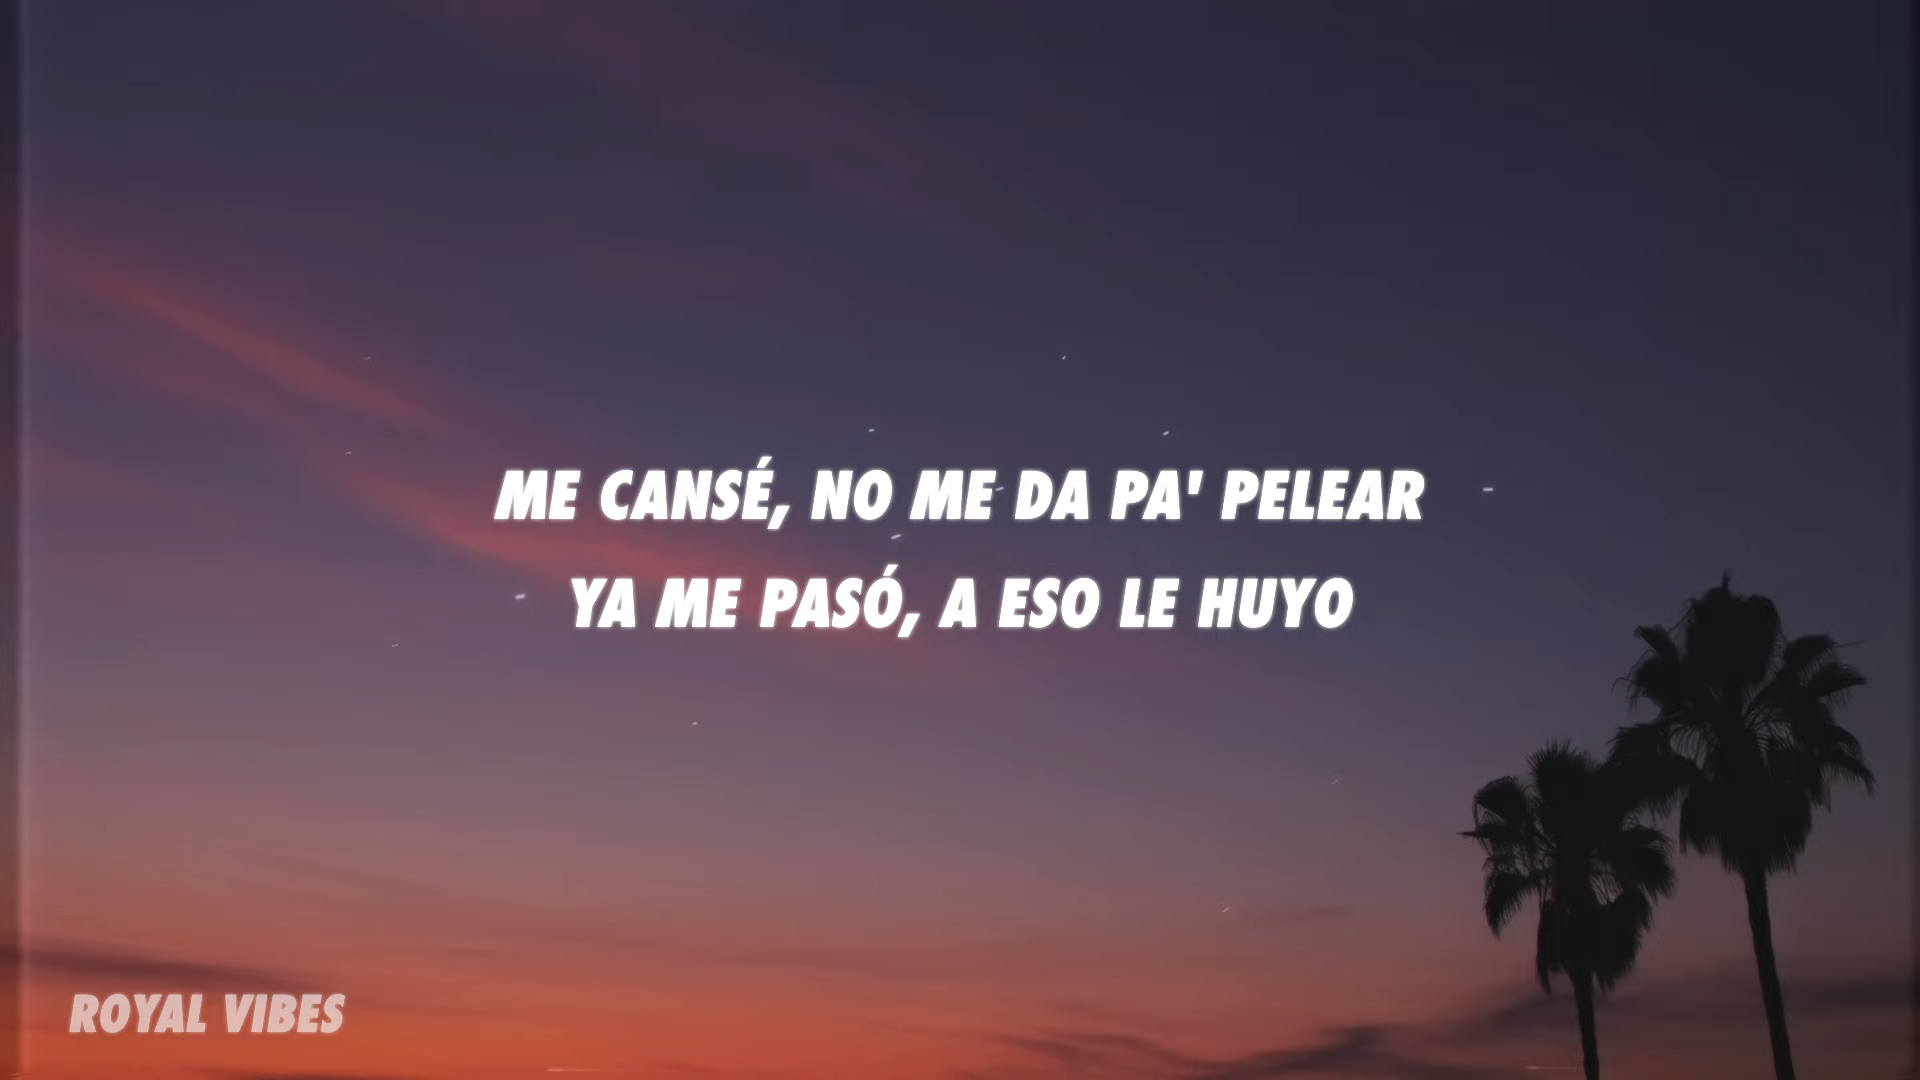 ME CANSÉ, NO ME DA PA' PELEAR
YA ME PASÓ, A ESO LE HUYO
ROYAL VIBES